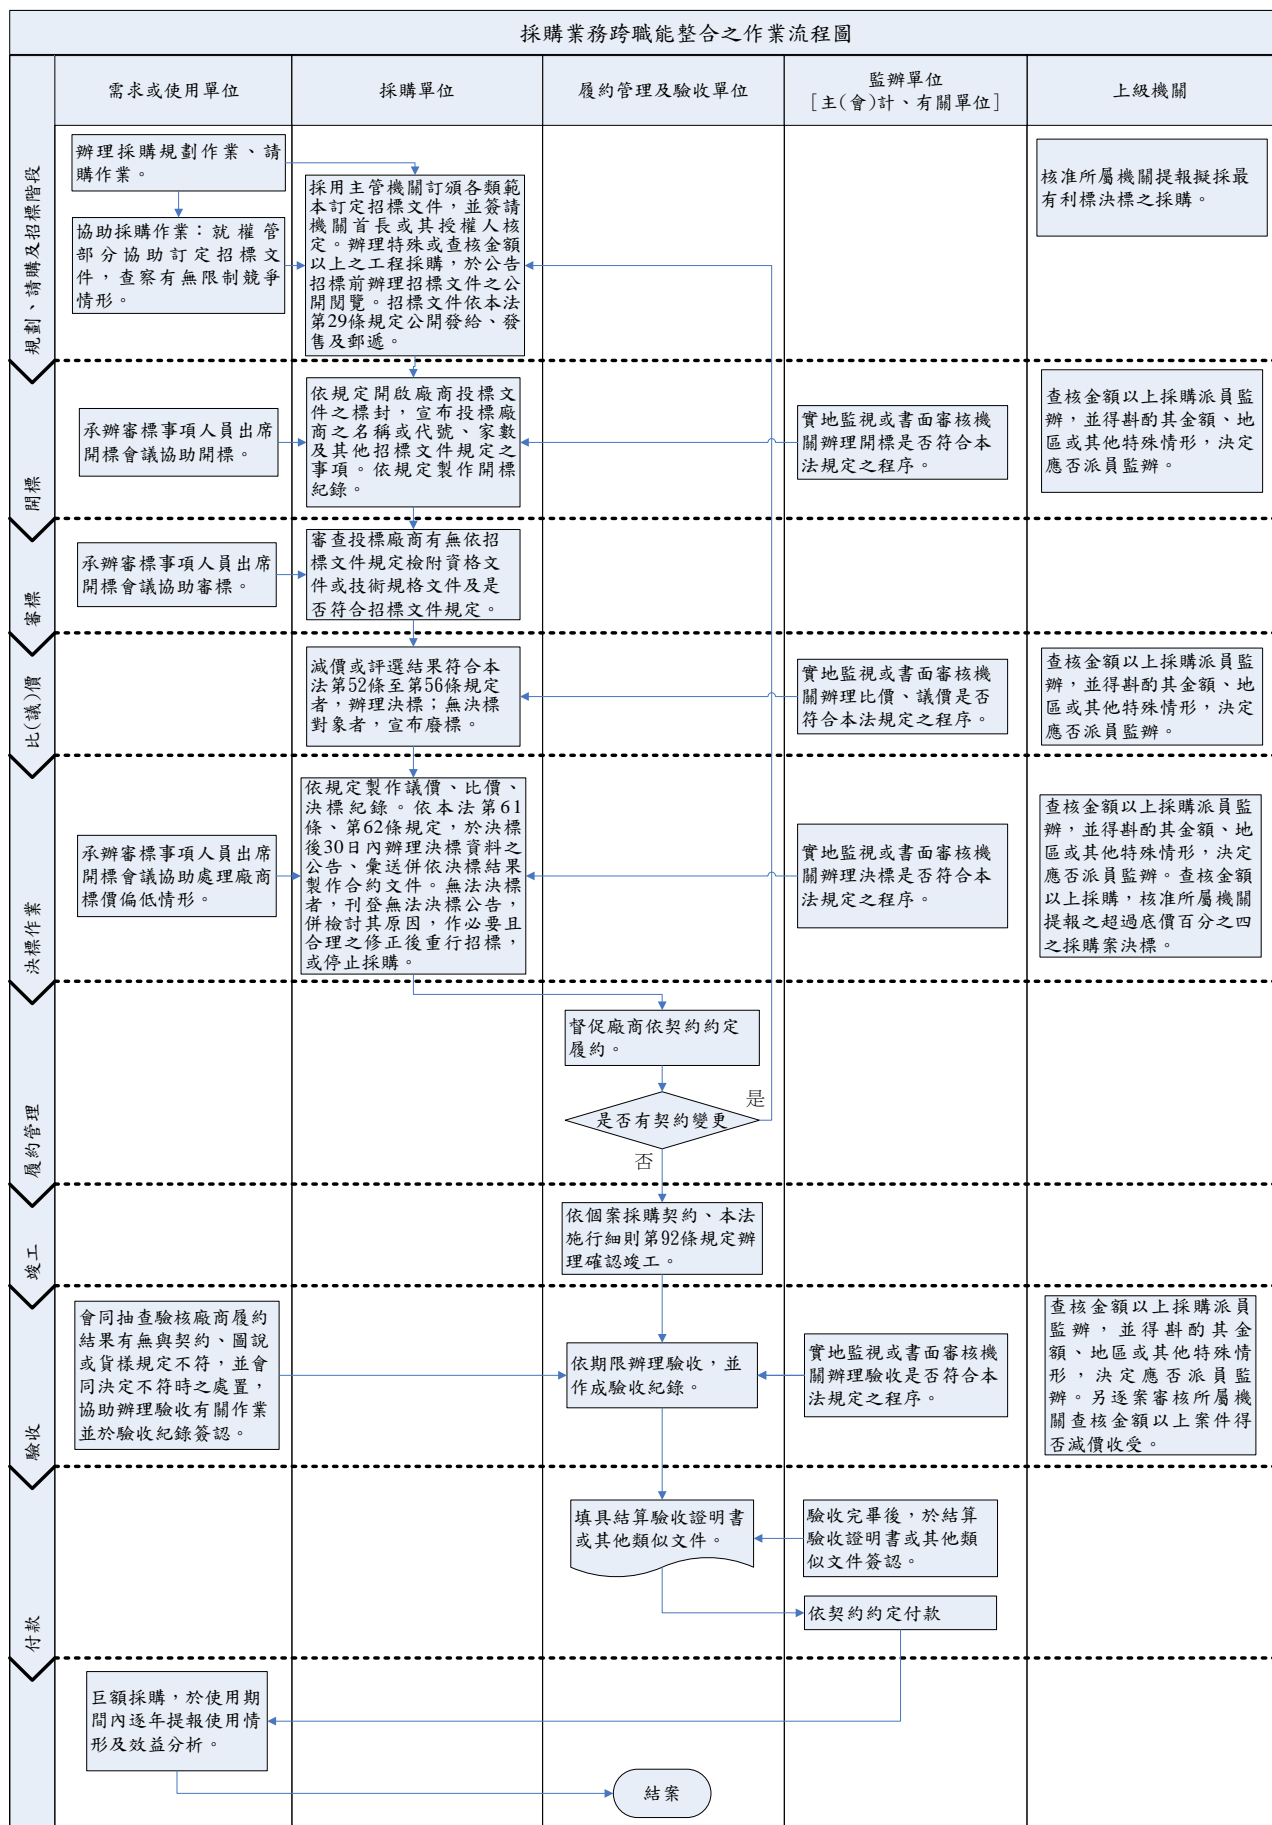 採購業務跨職能整合之作業流程圖
需求或使用單位
採購單位
履約管理及驗收單位
監辦單位
[主(會)計、有關單位]
上級機關
規劃、請購及招標階段
辦理採購規劃作業、請
購作業。
協助採購作業：就權管
部分協助訂定招標文
件，查察有無限制競爭
情形。
採用主管機關訂頒各類範
本訂定招標文件，並簽請
機關首長或其授權人核
定。辦理特殊或查核金額
以上之工程採購，於公告
招標前辦理招標文件之公
開閱覽。招標文件依本法
第29條規定公開發給、發
售及郵遞。
核准所屬機關提報擬採最
有利標決標之採購。
開標
承辦審標事項人員出席
開標會議協助開標。
依規定開啟廠商投標文
件之標封，宣布投標廠
商之名稱或代號、家數
及其他招標文件規定之
事項。依規定製作開標
紀錄。
實地監視或書面審核機
關辦理開標是否符合本
法規定之程序。
查核金額以上採購派員監
辦，並得斟酌其金額、地
區或其他特殊情形，決定
應否派員監辦。
審標
承辦審標事項人員出席
開標會議協助審標。
審查投標廠商有無依招
標文件規定檢附資格文
件或技術規格文件及是
否符合招標文件規定。
比(議)價
減價或評選結果符合本
法第52條至第56條規定
者，辦理決標；無決標
對象者，宣布廢標。
實地監視或書面審核機
關辦理比價、議價是否
符合本法規定之程序。
查核金額以上採購派員監
辦，並得斟酌其金額、地
區或其他特殊情形，決定
應否派員監辦。
決標作業
承辦審標事項人員出席
開標會議協助處理廠商
標價偏低情形。
依規定製作議價、比價、
決標紀錄。依本法第61
條、第62條規定，於決標
後30日內辦理決標資料之
公告、彙送併依決標結果
製作合約文件。無法決標
者，刊登無法決標公告，
併檢討其原因，作必要且
合理之修正後重行招標，
或停止採購。
實地監視或書面審核機
關辦理決標是否符合本
法規定之程序。
查核金額以上採購派員監
辦，並得斟酌其金額、地
區或其他特殊情形，決定
應否派員監辦。查核金額
以上採購，核准所屬機關
提報之超過底價百分之四
之採購案決標。
履約管理
督促廠商依契約約定
履約。
是否有契約變更
是
否
竣工
依個案採購契約、本法
施行細則第92條規定辦
理確認竣工。
驗收
會同抽查驗核廠商履約
結果有無與契約、圖說
或貨樣規定不符，並會
同決定不符時之處置，
協助辦理驗收有關作業
並於驗收紀錄簽認。
依期限辦理驗收，並
作成驗收紀錄。
實地監視或書面審核機
關辦理驗收是否符合本
法規定之程序。
查核金額以上採購派員
監辦，並得斟酌其金
額、地區或其他特殊情
形，決定應否派員監
辦。另逐案審核所屬機
關查核金額以上案件得
否減價收受。
付款
填具結算驗收證明書
或其他類似文件。
驗收完畢後，於結算
驗收證明書或其他類
似文件簽認。
依契約約定付款
巨額採購，於使用期
間內逐年提報使用情
形及效益分析。
結案